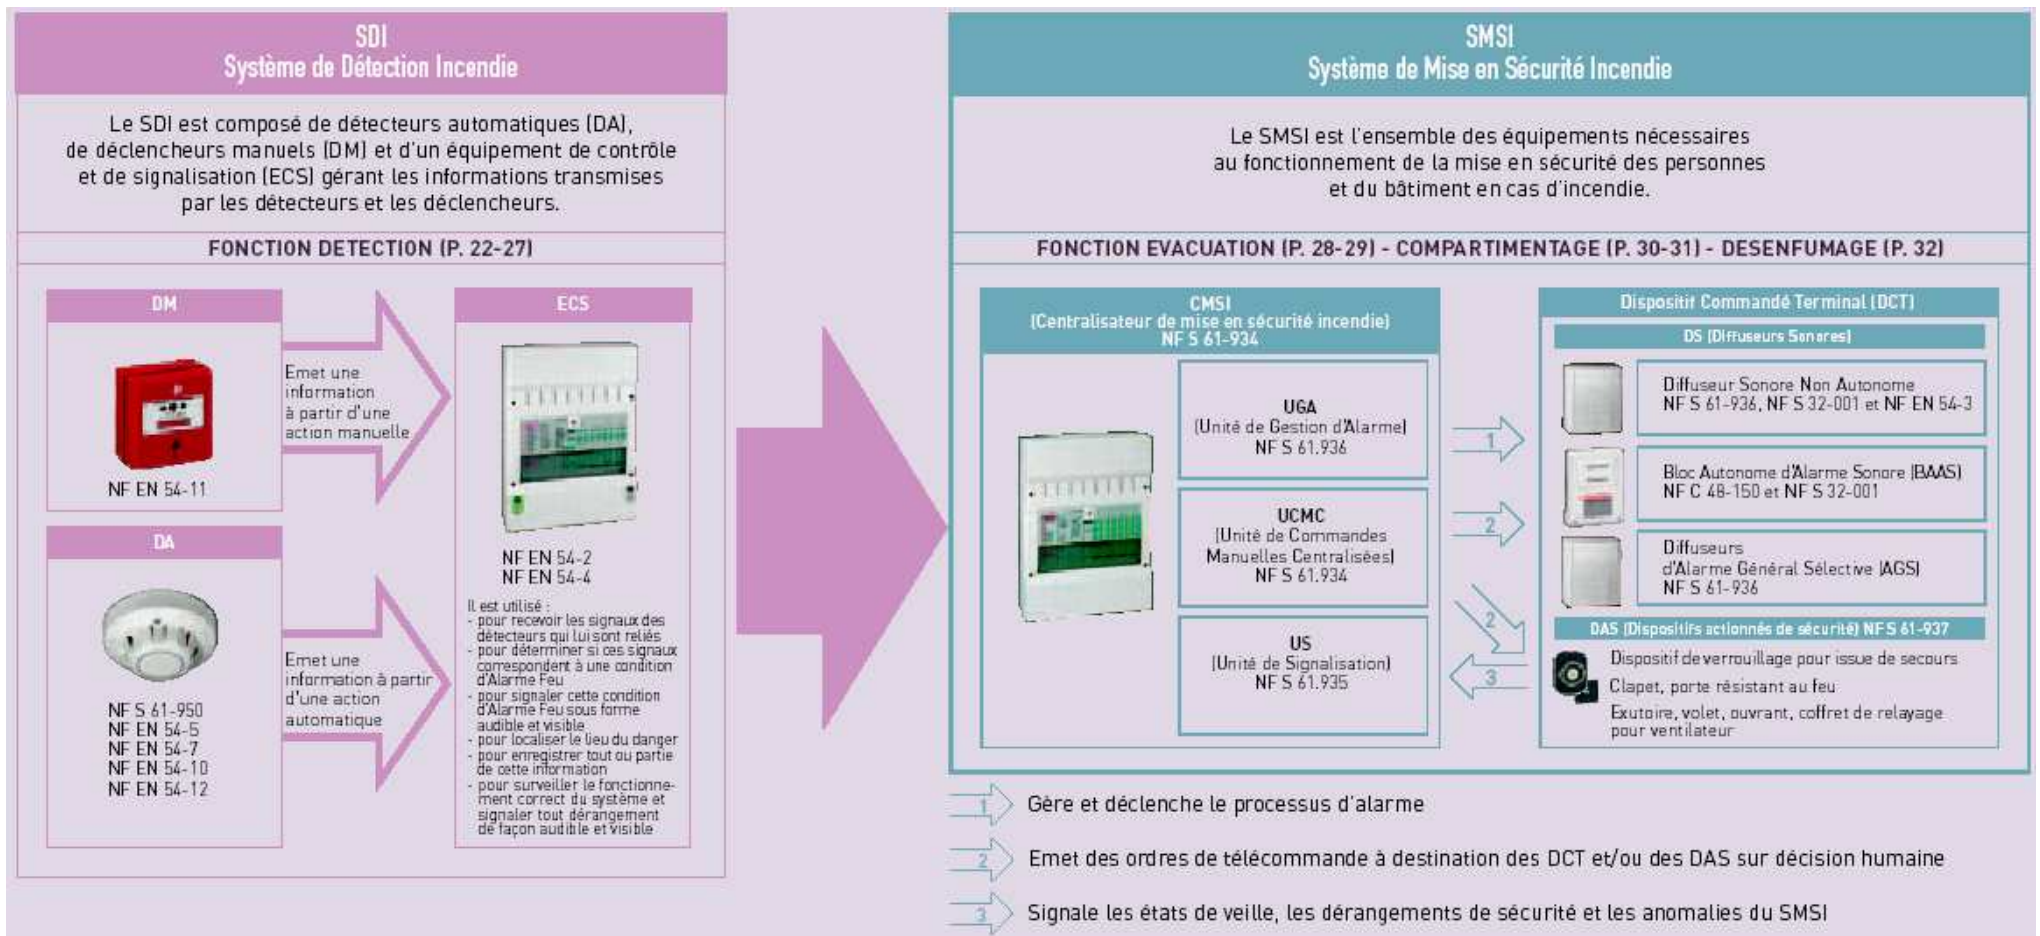 SDI
Système de Détection Incendie
Le SDI est composé de détecteurs automatiques (DA),
de déclencheurs manuels (DM) et d'un équipement de contrôle
et de signalisation (ECS) gérant les informations transmises
par les détecteurs et les déclencheurs.
FONCTION DETECTION (P. 22-27)
DM
NF EN 54-11
Emet une
information
à partir d'une
action manuelle
DA
NF S 61-950
NF EN 54-5
NF EN 54-7
NF EN 54-10
NF EN 54-12
Emet une
information à partir
d'une action
automatique
ECS
NF EN 54-2
NF EN 54-4
Il est utilisé :
- pour recevoir les signaux des
détecteurs qui lui sont reliés
- pour déterminer si ces signaux
correspondent à une condition
d'Alarme Feu
- pour signaler cette condition
d'Alarme Feu sous forme
audible et visible
- pour localiser le lieu du danger
- pour enregistrer tout ou partie
de cette information
- pour surveiller le fonctionne-
ment correct du système et
signaler tout dérangement
de façon audible et visible
SMSI
Système de Mise en Sécurité Incendie
Le SMSI est l'ensemble des équipements nécessaires
au fonctionnement de la mise en sécurité des personnes
et du bâtiment en cas d'incendie.
FONCTION EVACUATION (P. 28-29) - COMPARTIMENTAGE (P. 30-31) - DESENFUMAGE (P. 32)
CMSI
(Centralisateur de mise en sécurité incendie)
NF S 61-934
UGA
(Unité de Gestion d'Alarme)
NF S 61.936
UCMC
(Unité de Commandes
Manuelles Centralisées)
NF S 61.934
US
(Unité de Signalisation)
NF S 61.935
1
2
2
3
Dispositif Commandé Terminal (DCT)
DS (Diffuseurs Sonores)
Diffuseur Sonore Non Autonome
NF S 61-936, NF S 32-001 et NF EN 54-3
Bloc Autonome d'Alarme Sonore (BAAS)
NF C 48-150 et NF S 32-001
Diffuseurs
d'Alarme Général Sélective (AGS)
NF S 61-936
DAS (Dispositifs actionnés de sécurité) NF S 61-937
Dispositif de verrouillage pour issue de secours
Clapet, porte résistant au feu
Exutoire, volet, ouvrant, coffret de relayage
pour ventilateur
1 Gère et déclenche le processus d'alarme
2 Emet des ordres de télécommande à destination des DCT et/ou des DAS sur décision humaine
3 Signale les états de veille, les dérangements de sécurité et les anomalies du SMSI